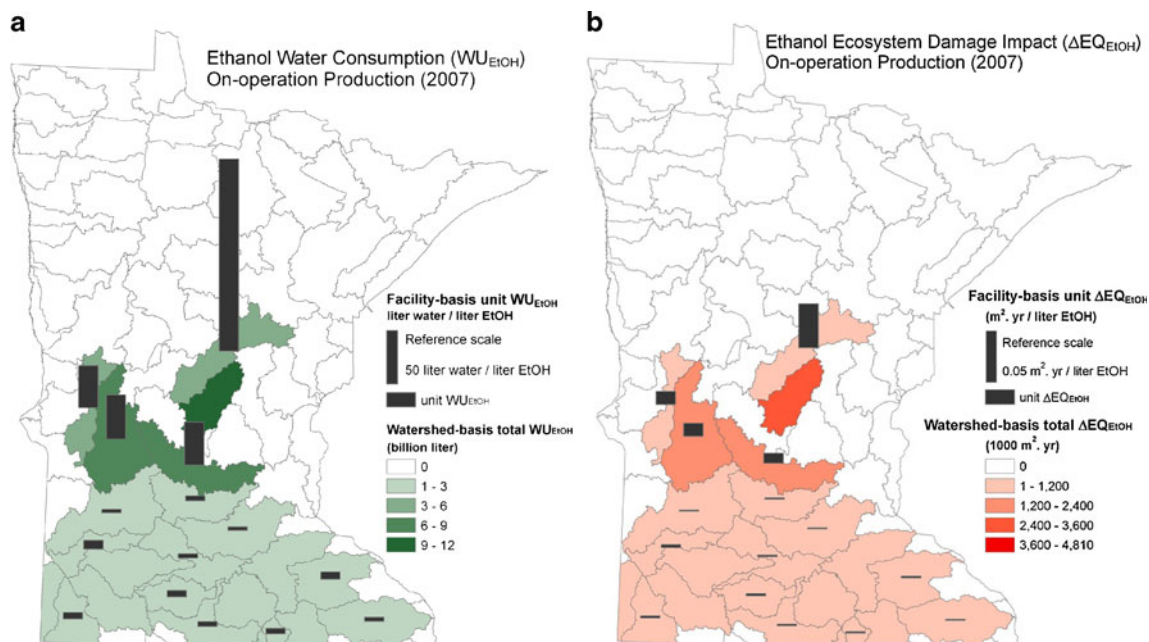 a
Ethanol Water Consumption (WUEtOH)
On-operation Production (2007)
Facility-basis unit WUEtOH
liter water / liter EtOH
Reference scale
50 liter water / liter EtOH
unit WUEtOH
Watershed-basis total WUEtOH
(billion liter)
0
1 - 3
3 - 6
6 - 9
9 - 12
b
Ethanol Ecosystem Damage Impact (ΔEQEtOH)
On-operation Production (2007)
Facility-basis unit ΔEQEtOH
(m². yr / liter EtOH)
Reference scale
0.05 m². yr / liter EtOH
unit ΔEQEtOH
Watershed-basis total ΔEQEtOH
(1000 m². yr)
0
1 - 1,200
1,200 - 2,400
2,400 - 3,600
3,600 - 4,810